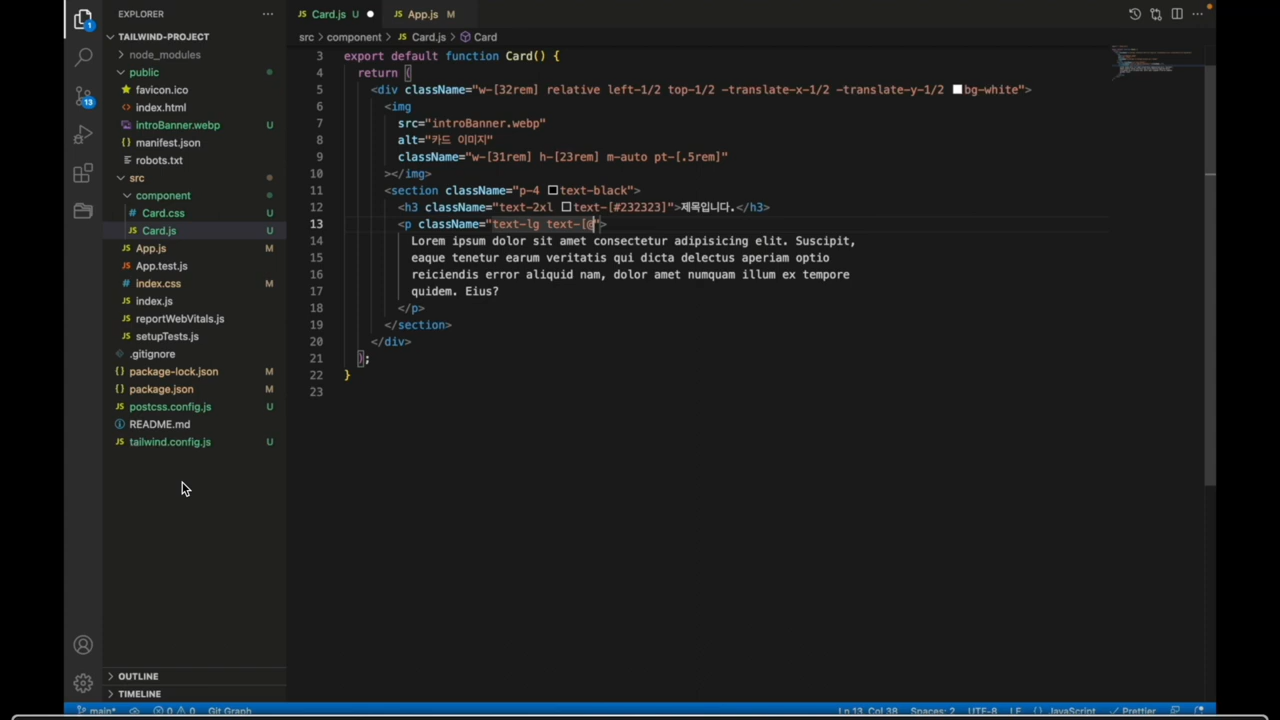 EXPLORER
Card.js
App.js M
TAILWIND-PROJECT
src > component > Card.js > Card
node_modules
public
favicon.ico
index.html
introBanner.webp U
manifest.json
robots.txt
src
component
Card.css U
Card.js U
App.js M
App.test.js
index.css M
index.js
reportWebVitals.js
setupTests.js
.gitignore
package-lock.json M
package.json M
postcss.config.js U
README.md
tailwind.config.js U
OUTLINE
TIMELINE
1
13
3 export default function Card() {
4 return (
5 <div className="w-[32rem] relative left-1/2 top-1/2 -translate-x-1/2 -translate-y-1/2 bg-white">
6 <img
7 src="introBanner.webp"
8 alt="카드 이미지"
9 className="w-[31rem] h-[23rem] m-auto pt-[.5rem]"
10 ></img>
11 <section className="p-4 text-black">
12 <h3 className="text-2xl text-[#232323]">제목입니다.</h3>
13 <p className="text-lg text-[@">
14 Lorem ipsum dolor sit amet consectetur adipisicing elit. Suscipit,
15 eaque tenetur earum veritatis qui dicta delectus aperiam optio
16 reiciendis error aliquid nam, dolor amet numquam illum ex tempore
17 quidem. Eius?
18 </p>
19 </section>
20 </div>
21 );
22 }
23
main* 0 0 Git Graph
Ln 13, Col 38 Spaces: 2 UTF-8 LF JavaScript Prettier